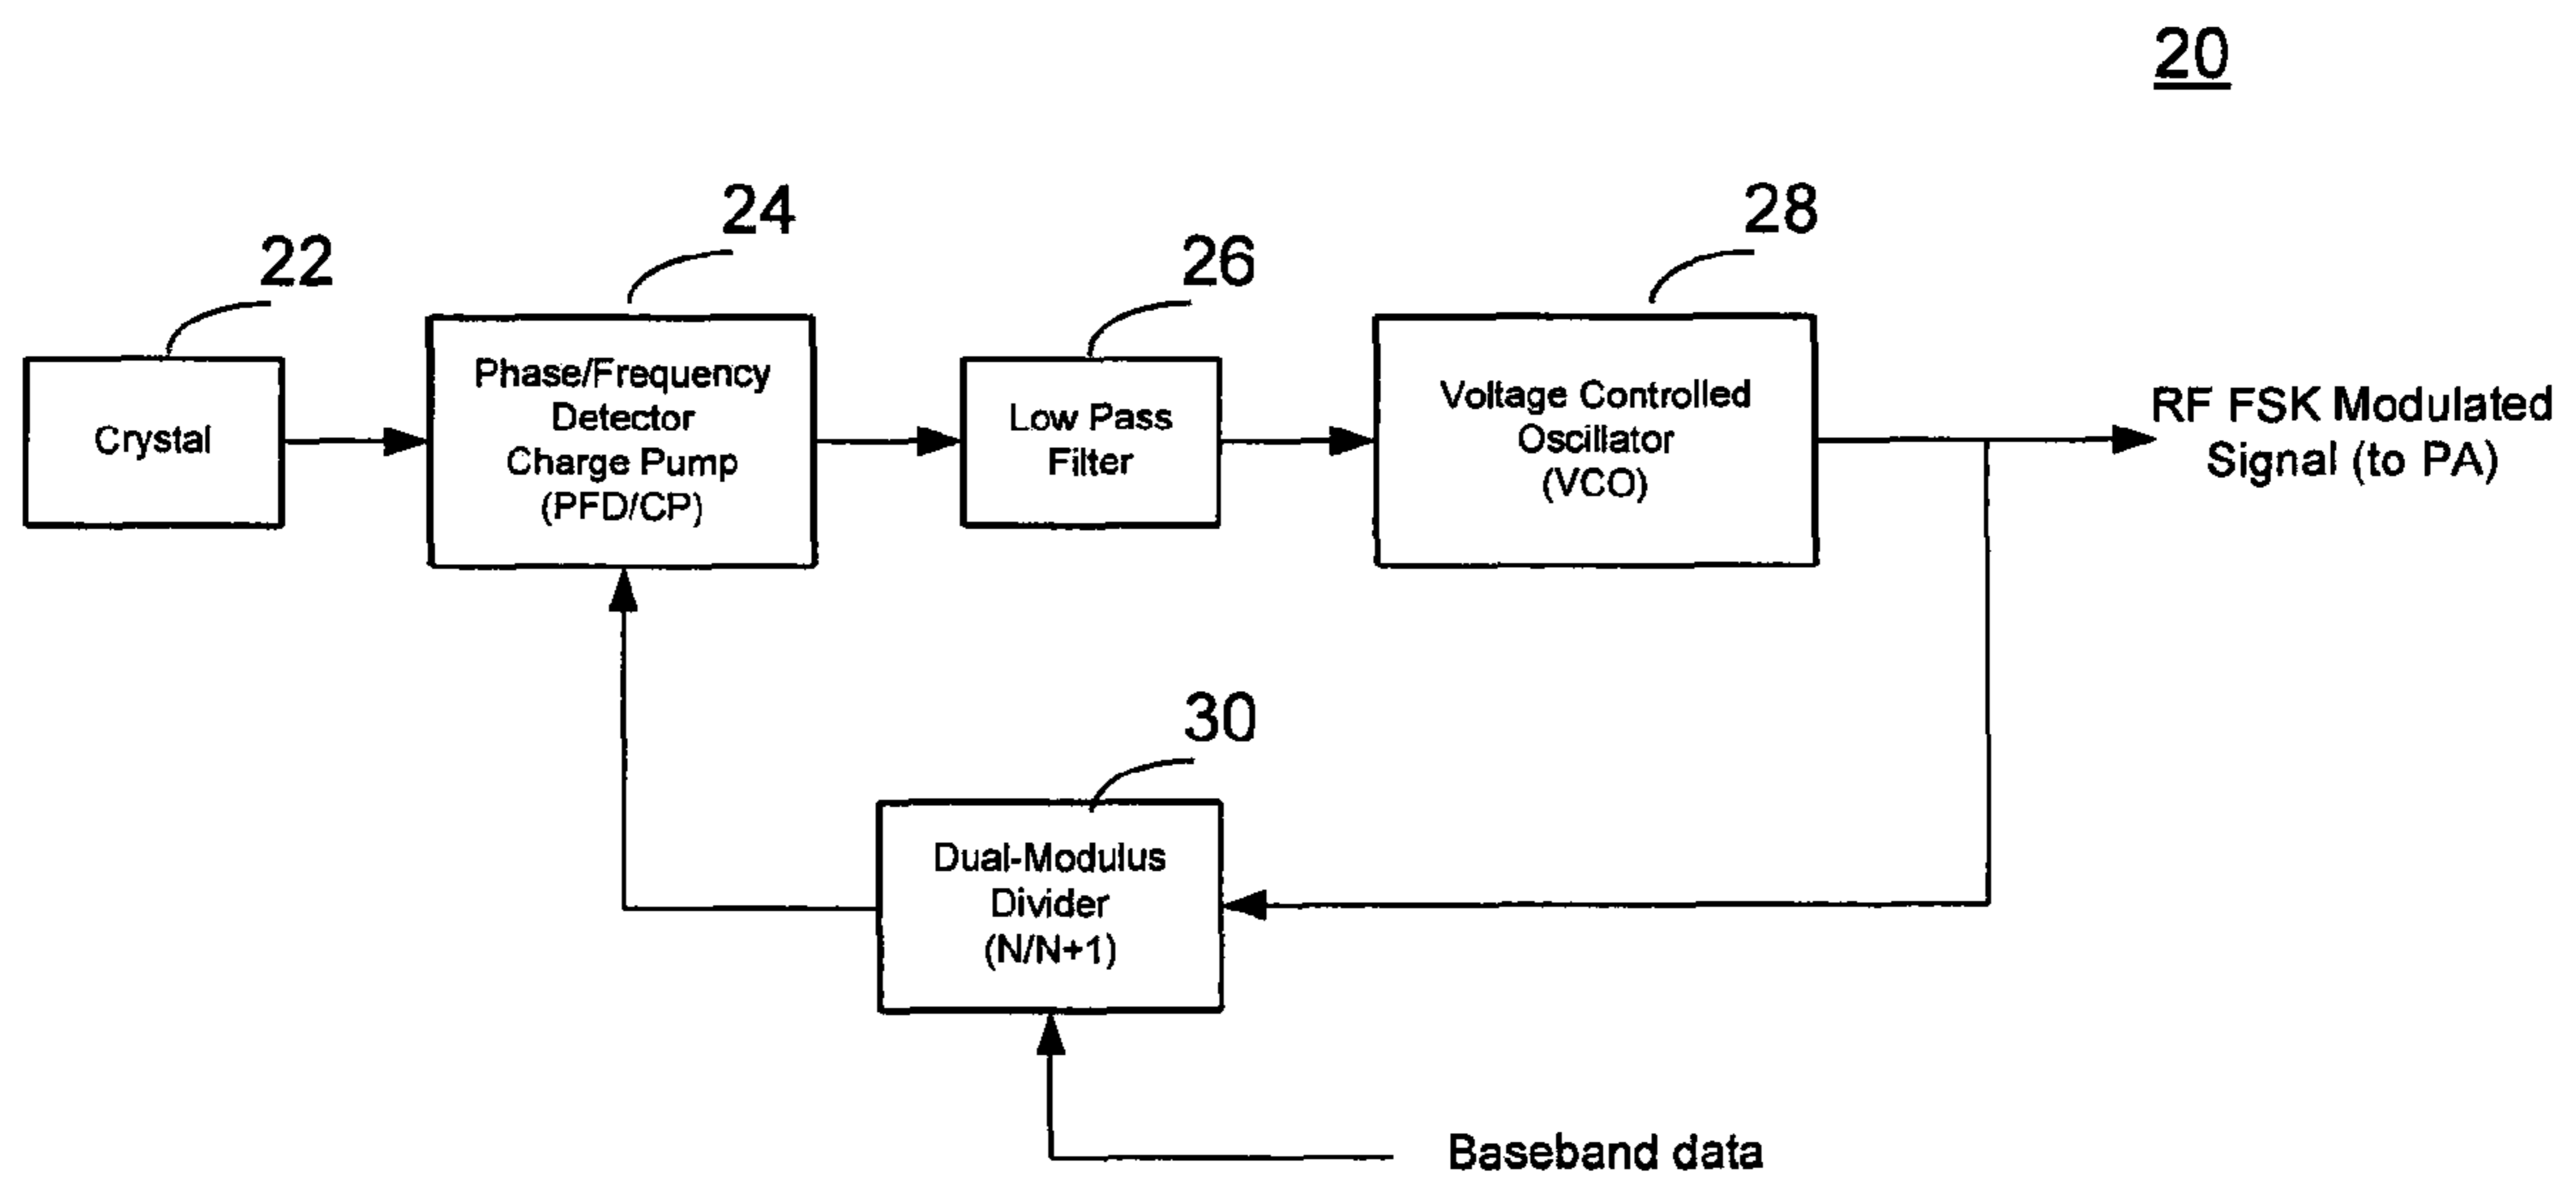 20
24
28
22
26
Phase/Frequency
Detector
Charge Pump
(PFD/CP)
Crystal
Low Pass
Filter
Voltage Controlled
Oscillator
(VCO)
RF FSK Modulated
Signal (to PA)
30
Dual-Modulus
Divider
(N/N+1)
Baseband data